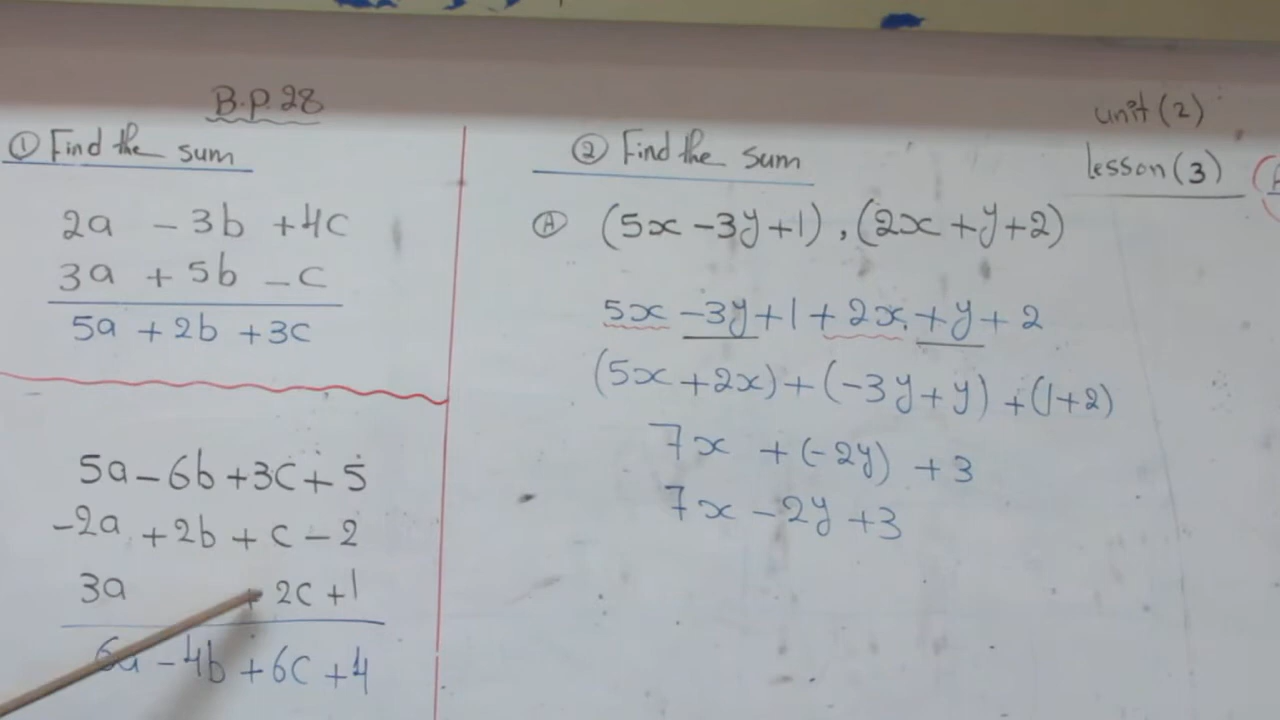 B.P.28
① Find the sum
2a - 3b + 4c
3a + 5b - c
5a + 2b + 3c
5a - 6b + 3c + 5
-2a + 2b + c - 2
3a + 2c + 1
6a - 4b + 6c + 4
unit (2)
lesson (3)
② Find the sum
Ⓐ (5x - 3y + 1), (2x + y + 2)
5x - 3y + 1 + 2x + y + 2
(5x + 2x) + (-3y + y) + (1 + 2)
7x + (-2y) + 3
7x - 2y + 3